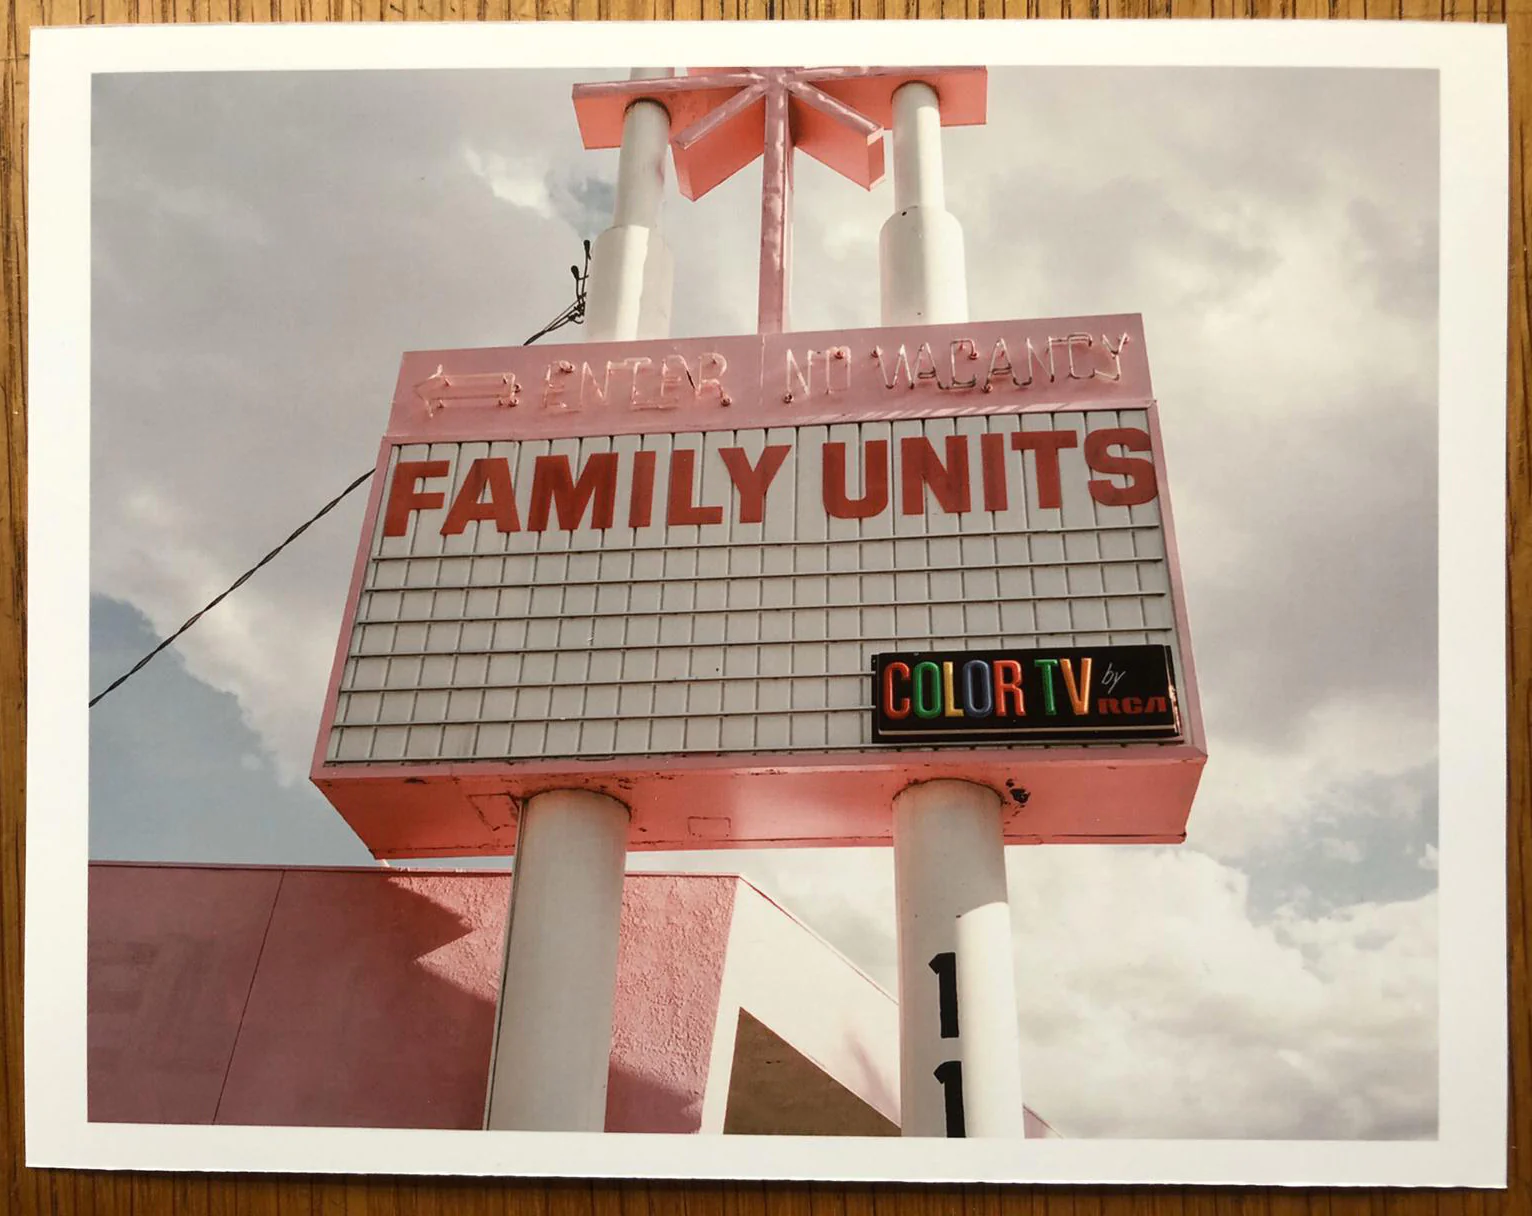 ENTER NO VACANCY
FAMILY UNITS
COLOR TV by RCA
1
1